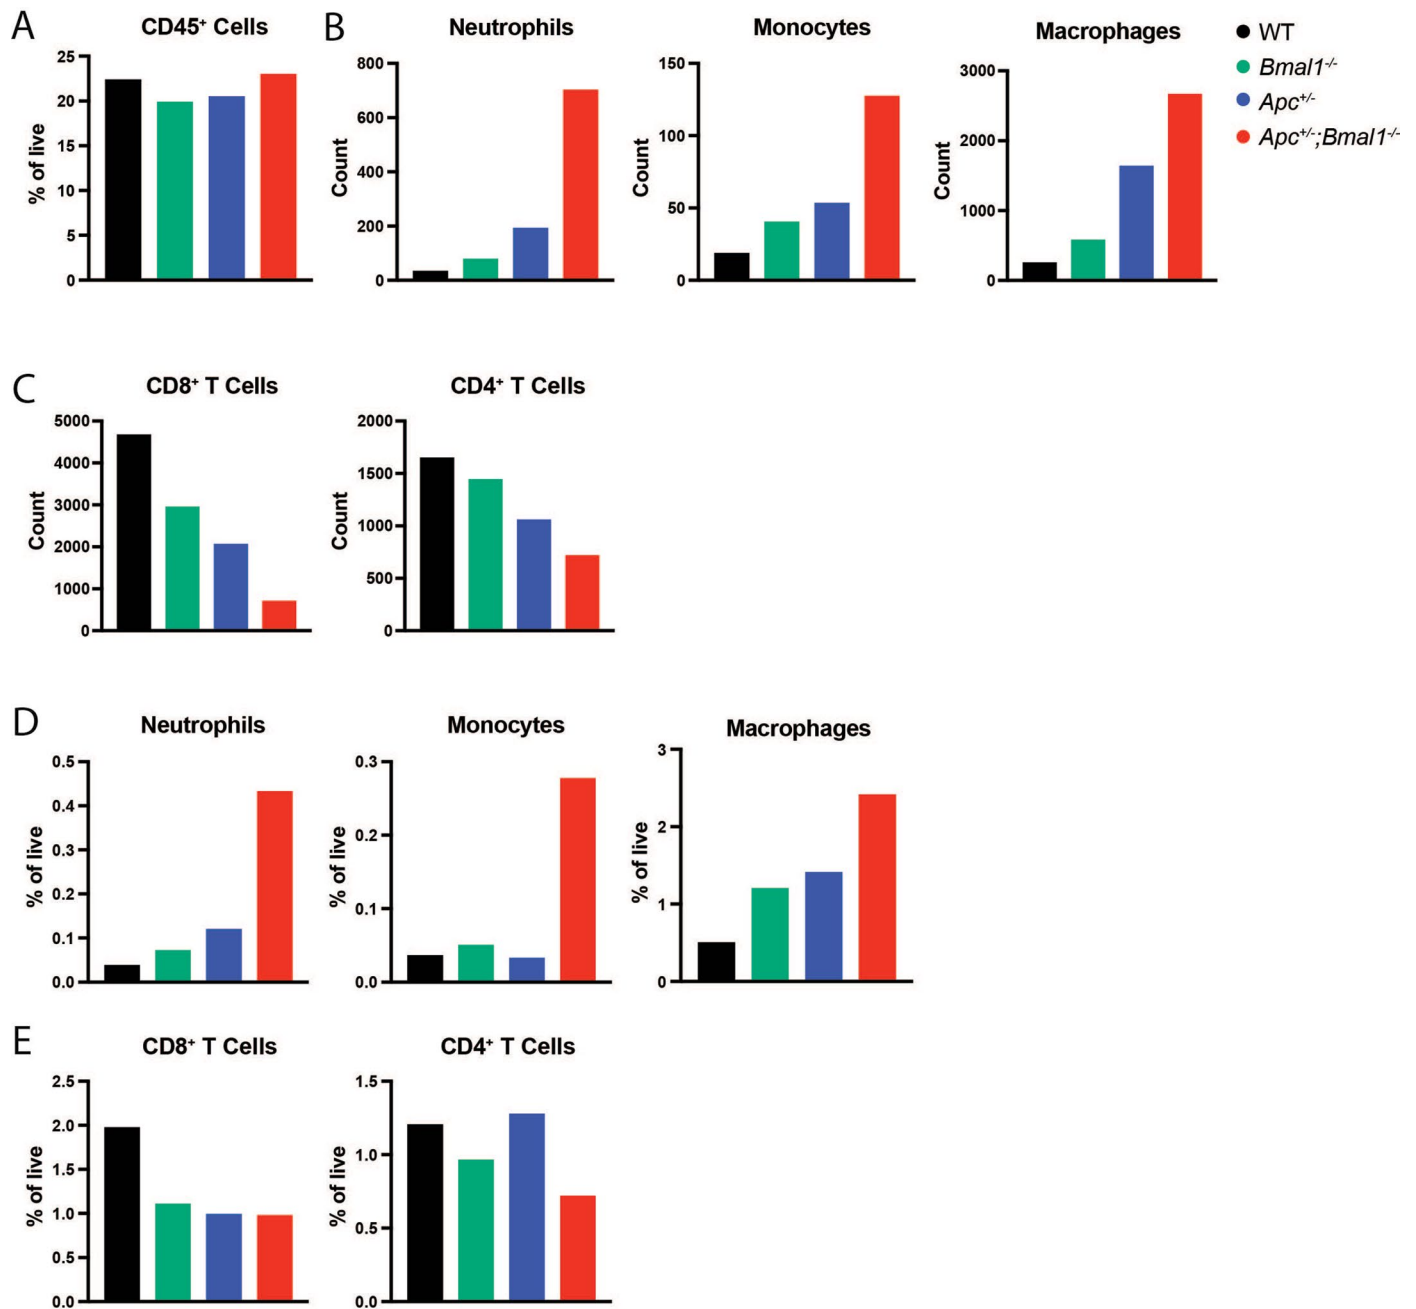 A
CD45⁺ Cells
% of live
25
20
15
10
5
0
B
Neutrophils
Count
800
600
400
200
0
Monocytes
Count
150
100
50
0
Macrophages
Count
3000
2000
1000
0
WT
Bmal1⁻/⁻
Apc⁺/⁻
Apc⁺/⁻;Bmal1⁻/⁻
C
CD8⁺ T Cells
Count
5000
4000
3000
2000
1000
0
CD4⁺ T Cells
Count
2000
1500
1000
500
0
D
Neutrophils
% of live
0.5
0.4
0.3
0.2
0.1
0.0
Monocytes
% of live
0.3
0.2
0.1
0.0
Macrophages
% of live
3
2
1
0
E
CD8⁺ T Cells
% of live
2.5
2.0
1.5
1.0
0.5
0.0
CD4⁺ T Cells
% of live
1.5
1.0
0.5
0.0